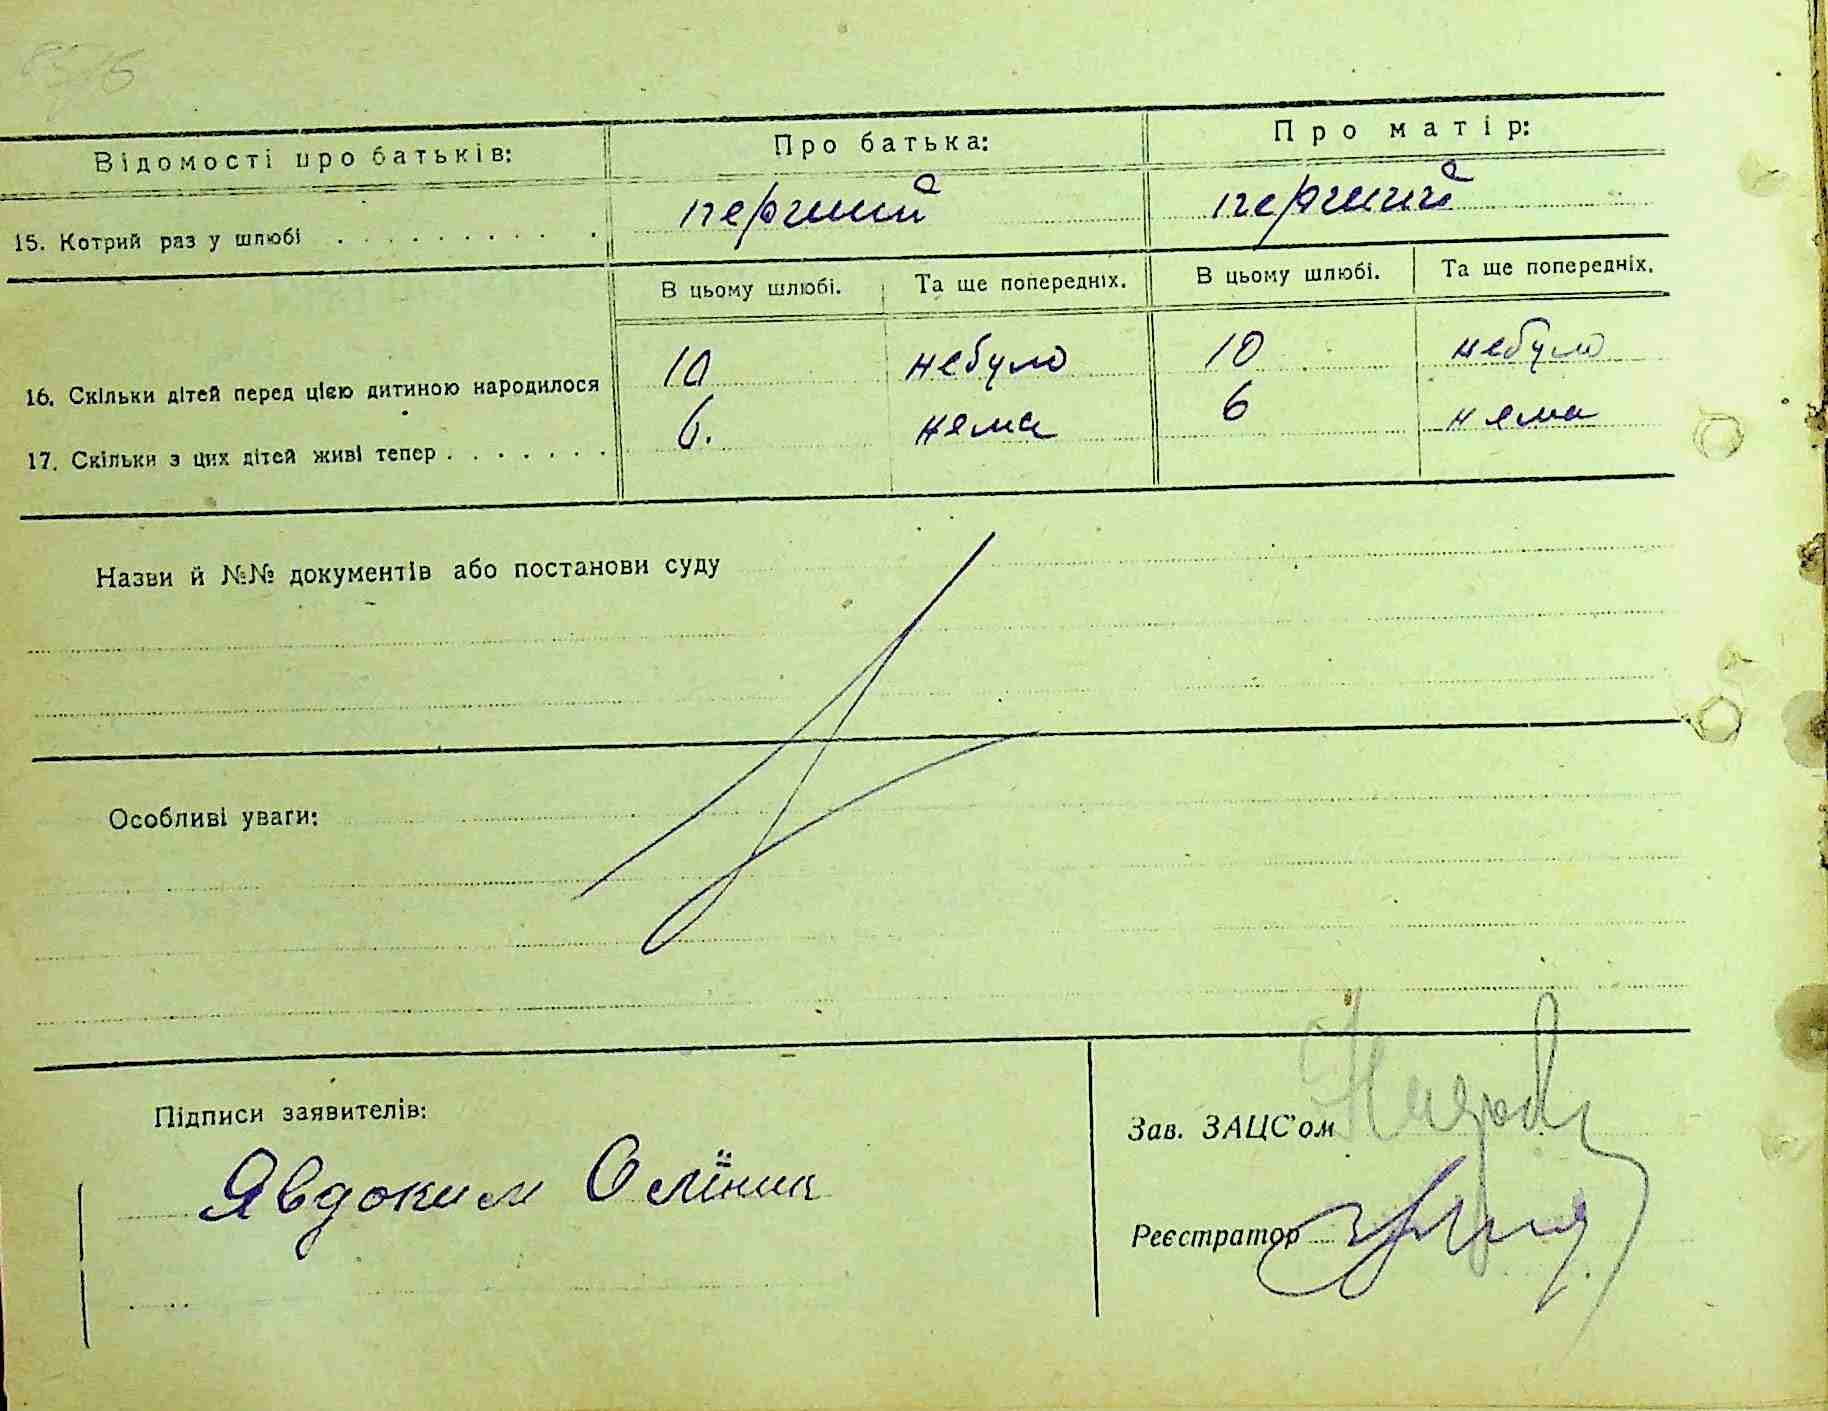 Відомості про батьків: Про батька: Про матір:
15. Котрий раз у шлюбі . . . . . . . . . . перший перший
В цьому шлюбі. Та ще попередніх. В цьому шлюбі. Та ще попередніх.
16. Скільки дітей перед цією дитиною народилося 10 небуло 10 небуло
17. Скільки з цих дітей живі тепер . . . . . . . 6. нема 6 нема
Назви й №№ документів або постанови суду
Особливі уваги:
Підписи заявителів:
Явдоким Оліїник
Зав. ЗАЦС'ом
Реєстратор